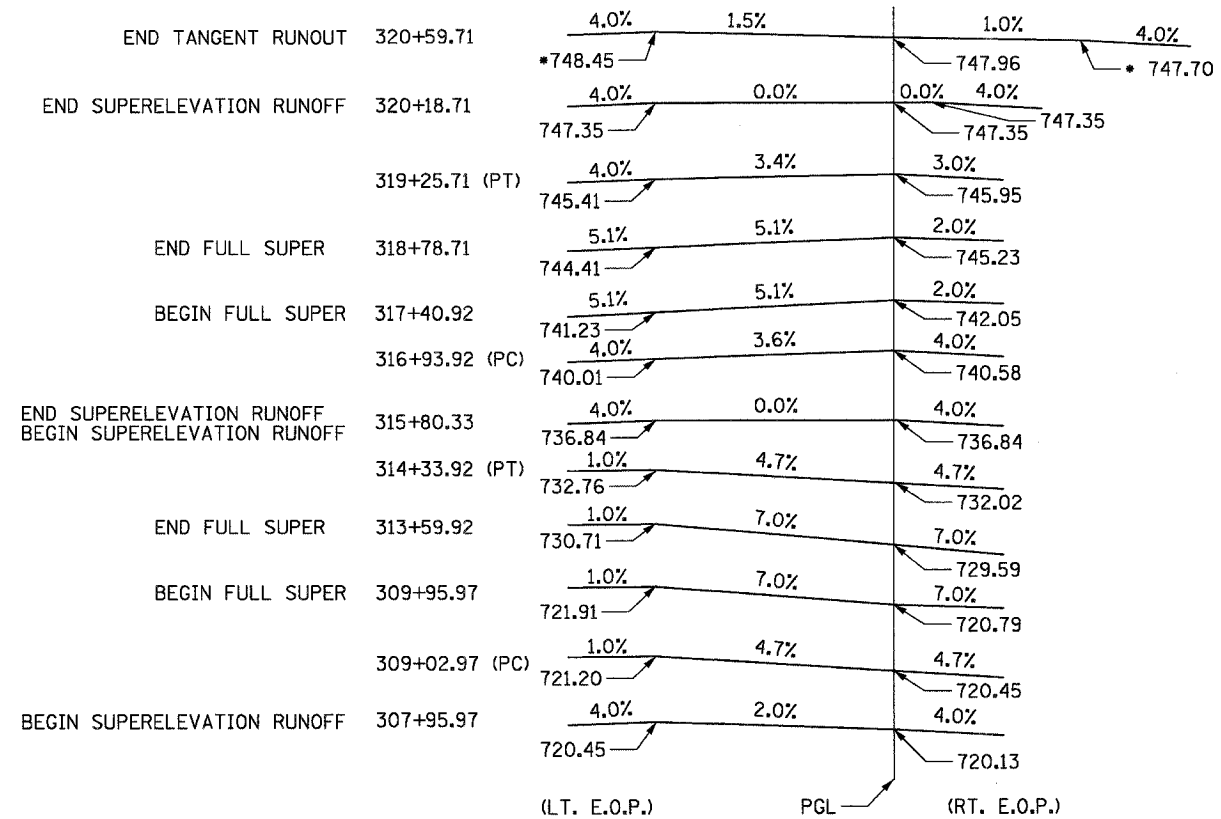 4.0% 1.5% 1.0% 4.0%
END TANGENT RUNOUT 320+59.71
*748.45 747.96 * 747.70
4.0% 0.0% 0.0% 4.0%
END SUPERELEVATION RUNOFF 320+18.71
747.35 747.35 747.35
4.0% 3.4% 3.0%
319+25.71 (PT)
745.41 745.95
5.1% 5.1% 2.0%
END FULL SUPER 318+78.71
744.41 745.23
5.1% 5.1% 2.0%
BEGIN FULL SUPER 317+40.92
741.23 742.05
4.0% 3.6% 4.0%
316+93.92 (PC)
740.01 740.58
4.0% 0.0% 4.0%
END SUPERELEVATION RUNOFF
BEGIN SUPERELEVATION RUNOFF 315+80.33
736.84 736.84
1.0% 4.7% 4.7%
314+33.92 (PT)
732.76 732.02
1.0% 7.0% 7.0%
END FULL SUPER 313+59.92
730.71 729.59
1.0% 7.0% 7.0%
BEGIN FULL SUPER 309+95.97
721.91 720.79
1.0% 4.7% 4.7%
309+02.97 (PC)
721.20 720.45
4.0% 2.0% 4.0%
BEGIN SUPERELEVATION RUNOFF 307+95.97
720.45 720.13
(LT. E.O.P.) PGL (RT. E.O.P.)